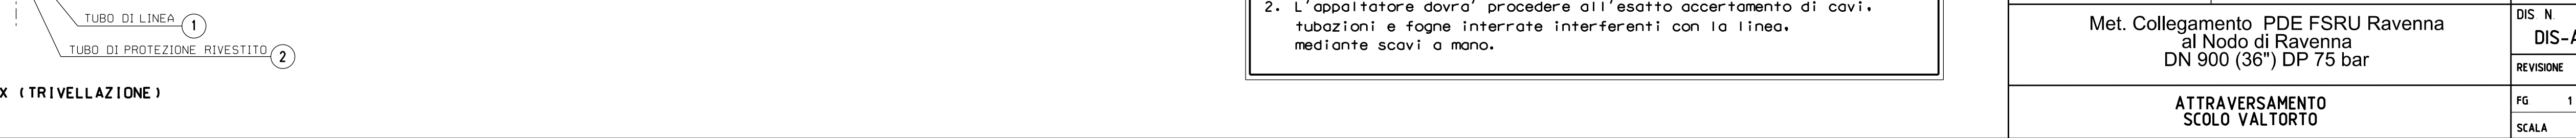 TUBO DI LINEA 1
TUBO DI PROTEZIONE RIVESTITO 2
X (TRIVELLAZIONE)
2. L'appaltatore dovra' procedere all'esatto accertamento di cavi,
tubazioni e fogne interrate interferenti con la linea,
mediante scavi a mano.
Met. Collegamento PDE FSRU Ravenna
al Nodo di Ravenna
DN 900 (36") DP 75 bar
ATTRAVERSAMENTO
SCOLO VALTORTO
DIS. N.
DIS-A
REVISIONE
FG. 1
SCALA